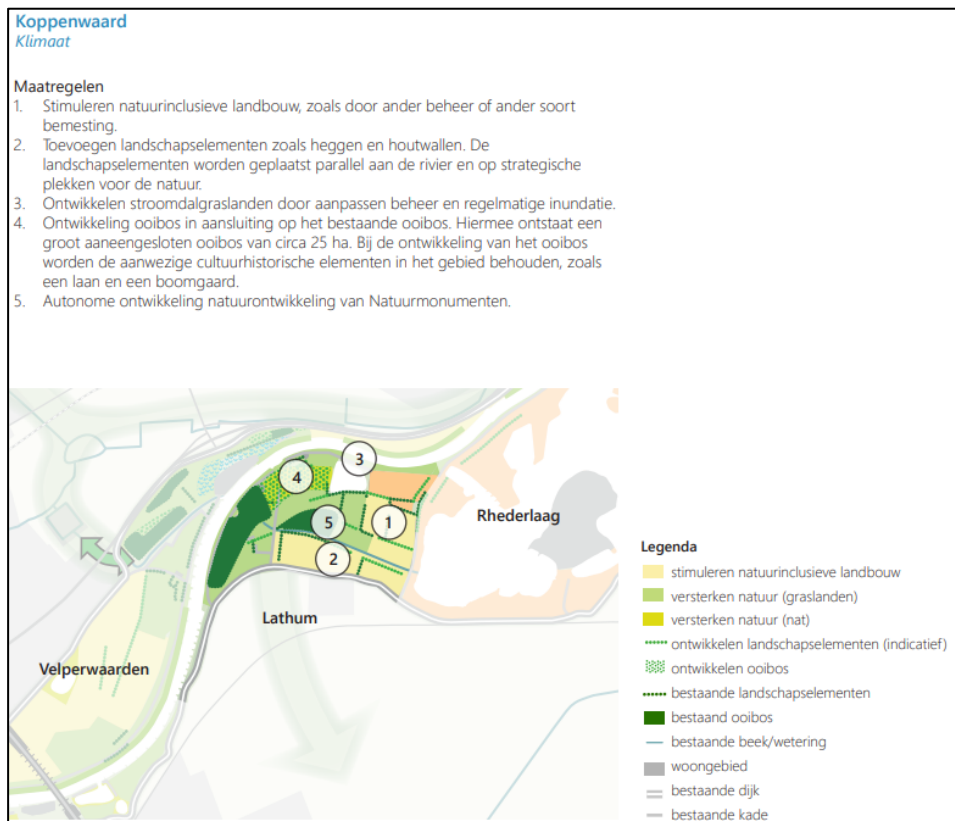 Koppenwaard
Klimaat
Maatregelen
1. Stimuleren natuurinclusieve landbouw, zoals door ander beheer of ander soort
bemesting.
2. Toevoegen landschapselementen zoals heggen en houtwallen. De
landschapselementen worden geplaatst parallel aan de rivier en op strategische
plekken voor de natuur.
3. Ontwikkelen stroomdalgraslanden door aanpassen beheer en regelmatige inundatie.
4. Ontwikkeling ooibos in aansluiting op het bestaande ooibos. Hiermee ontstaat een
groot aaneengesloten ooibos van circa 25 ha. Bij de ontwikkeling van het ooibos
worden de aanwezige cultuurhistorische elementen in het gebied behouden, zoals
een laan en een boomgaard.
5. Autonome ontwikkeling natuurontwikkeling van Natuurmonumenten.
3
4
Rhederlaag
5
1
2
Lathum
Velperwaarden
Legenda
stimuleren natuurinclusieve landbouw
versterken natuur (graslanden)
versterken natuur (nat)
ontwikkelen landschapselementen (indicatief)
ontwikkelen ooibos
bestaande landschapselementen
bestaand ooibos
bestaande beek/wetering
woongebied
bestaande dijk
bestaande kade